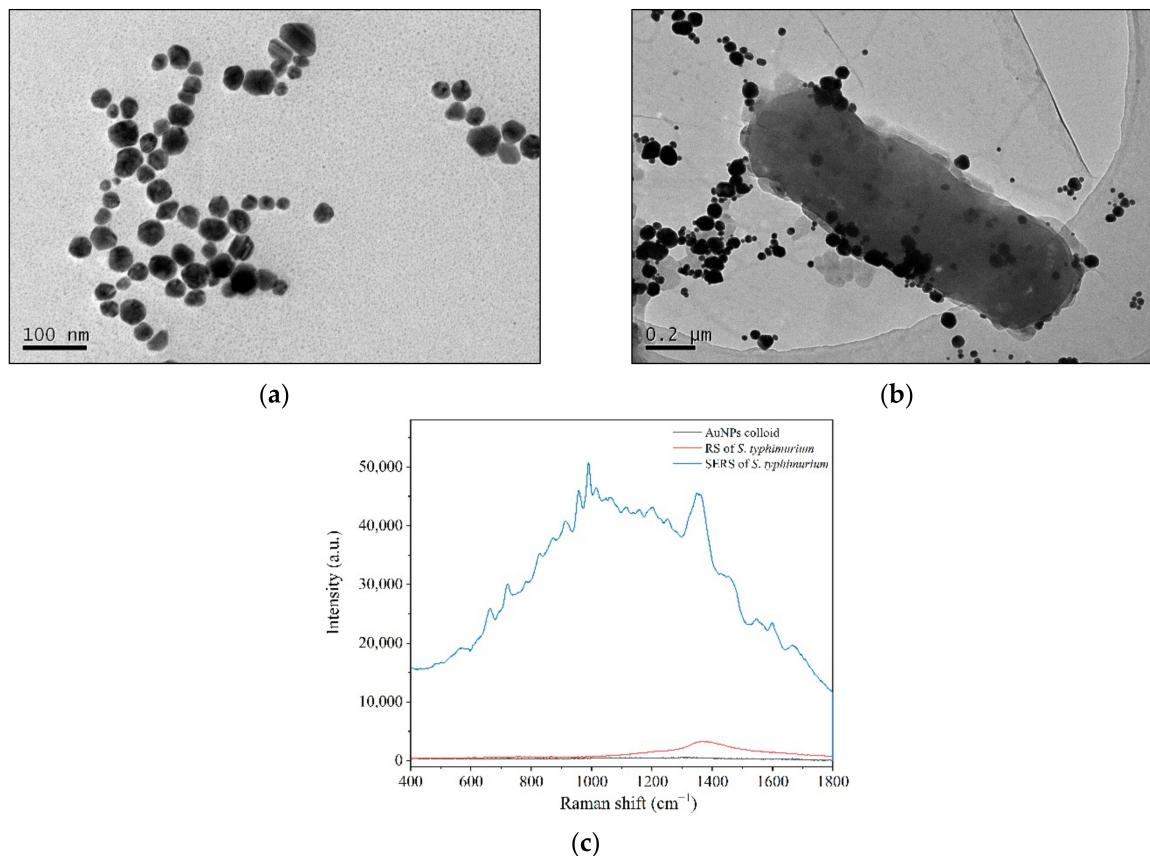 100 nm
0.2 µm
(a)
(b)
AuNPs colloid
RS of S. typhimurium
SERS of S. typhimurium
50,000
40,000
30,000
20,000
10,000
0
Intensity (a.u.)
400 600 800 1000 1200 1400 1600 1800
Raman shift (cm⁻¹)
(c)